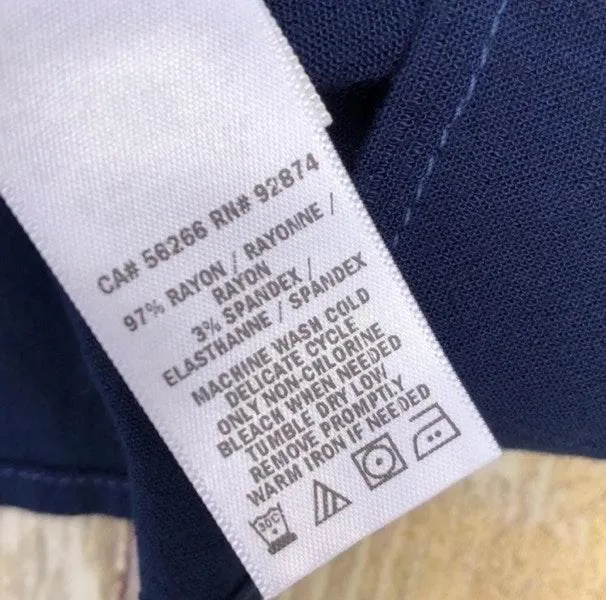 CA# 56266 RN# 92874
97% RAYON / RAYONNE /
RAYON
3% SPANDEX /
ELASTHANNE / SPANDEX
MACHINE WASH COLD
DELICATE CYCLE
ONLY NON-CHLORINE
BLEACH WHEN NEEDED
TUMBLE DRY LOW
REMOVE PROMPTLY
WARM IRON IF NEEDED
30C